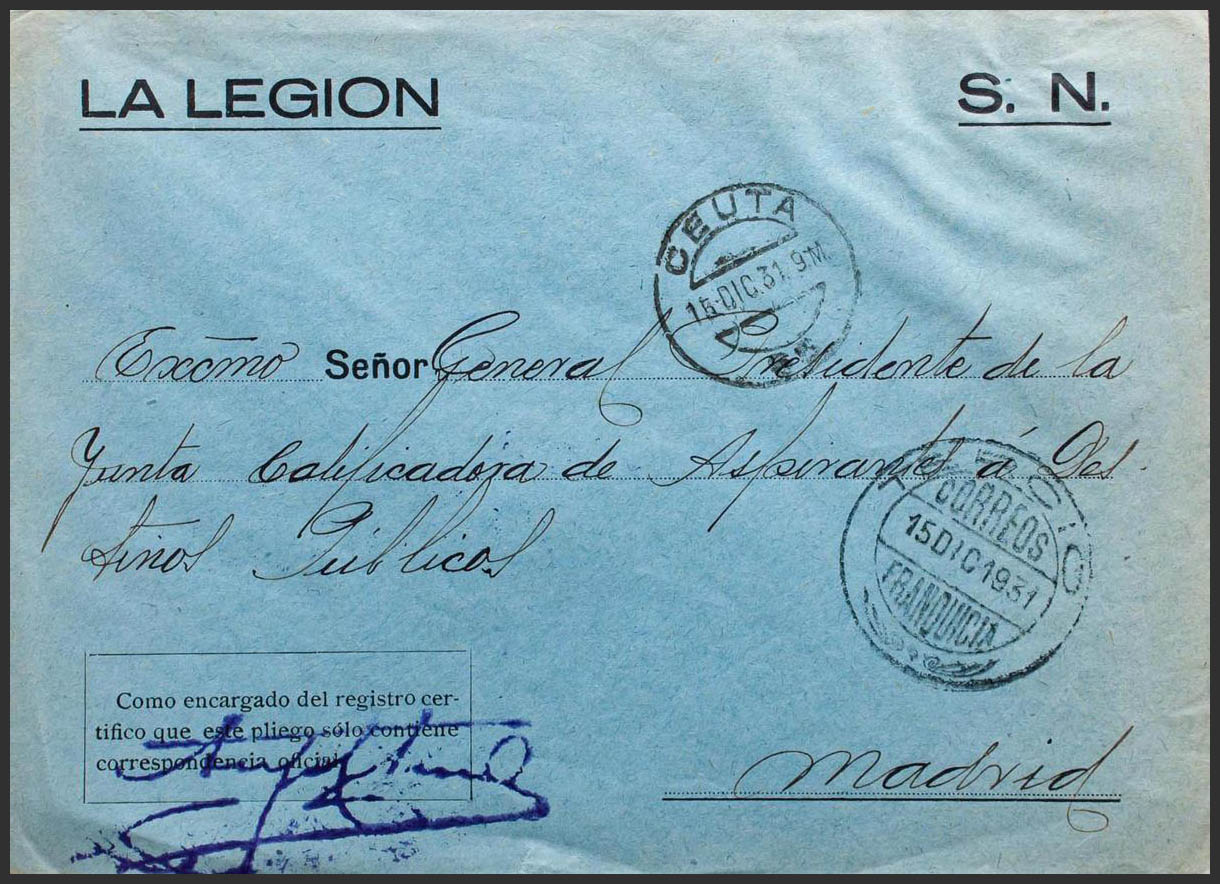 LA LEGION
S. N.
CEUTA
15·DIC.31.9M.
Excmo Señor General Presidente de la
Junta Calificadora de Aspirantes á Des-
tinos Públicos
CORREOS
15 DIC 1931
FRANQUICIA
Como encargado del registro cer-
tifico que este pliego sólo contiene
correspondencia oficial.
Madrid